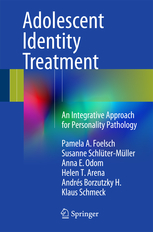 Adolescent
Identity
Treatment
An Integrative Approach
for Personality Pathology
Pamela A. Foelsch
Susanne Schlüter-Müller
Anna E. Odom
Helen T. Arena
Andrés Borzutzky H.
Klaus Schmeck
Springer